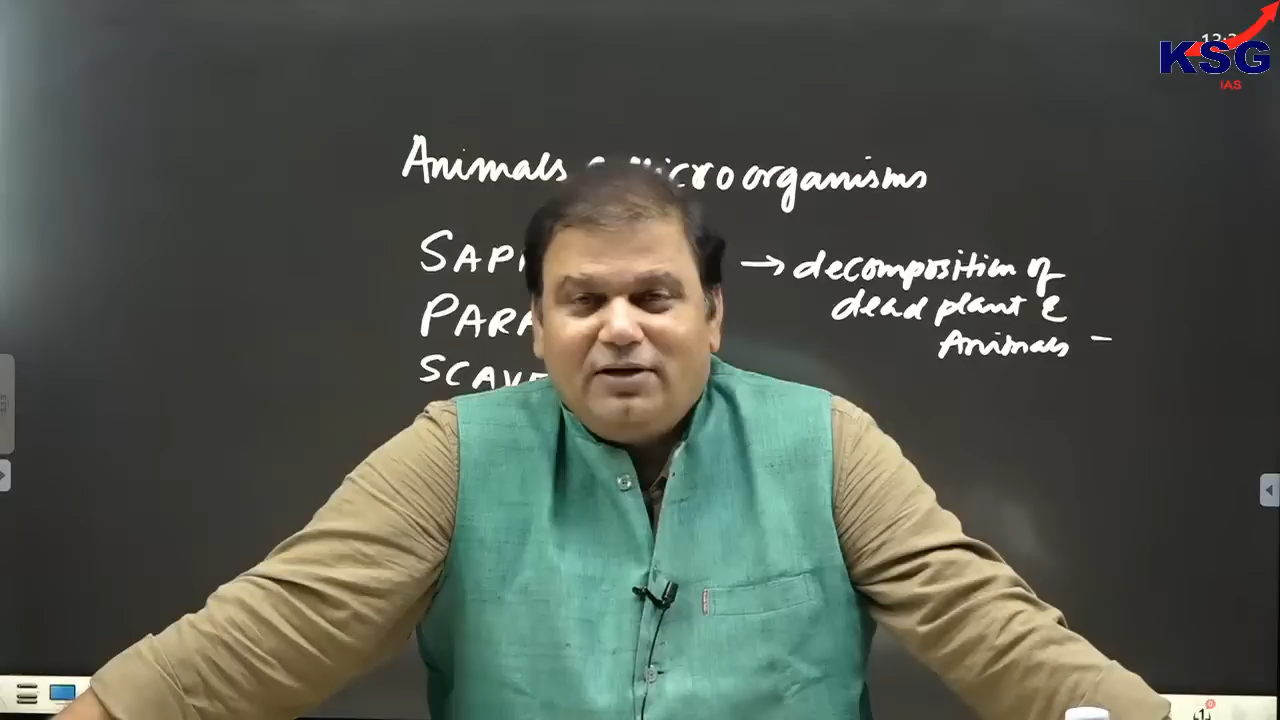 KSG
IAS
Animals
SAP
PARA
SCAVE
→ decomposition of
dead plant &
Animals -